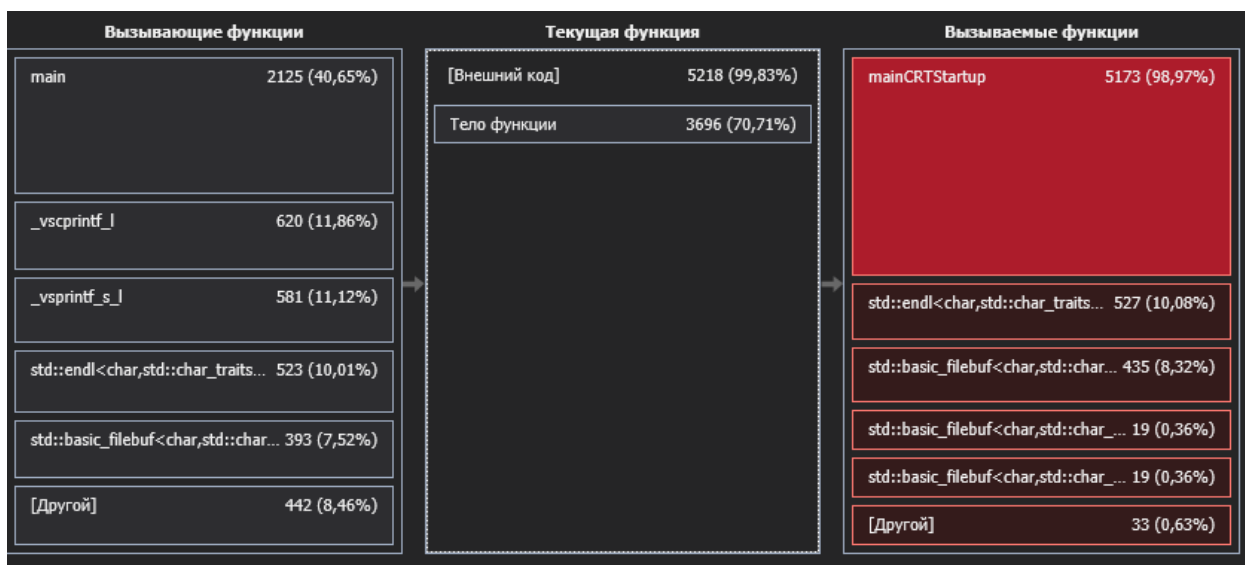 Вызывающие функции
main 2125 (40,65%)
_vscprintf_l 620 (11,86%)
_vsprintf_s_l 581 (11,12%)
std::endl<char,std::char_traits... 523 (10,01%)
std::basic_filebuf<char,std::char... 393 (7,52%)
[Другой] 442 (8,46%)
Текущая функция
[Внешний код] 5218 (99,83%)
Тело функции 3696 (70,71%)
Вызываемые функции
mainCRTStartup 5173 (98,97%)
std::endl<char,std::char_traits... 527 (10,08%)
std::basic_filebuf<char,std::char... 435 (8,32%)
std::basic_filebuf<char,std::char_... 19 (0,36%)
std::basic_filebuf<char,std::char_... 19 (0,36%)
[Другой] 33 (0,63%)